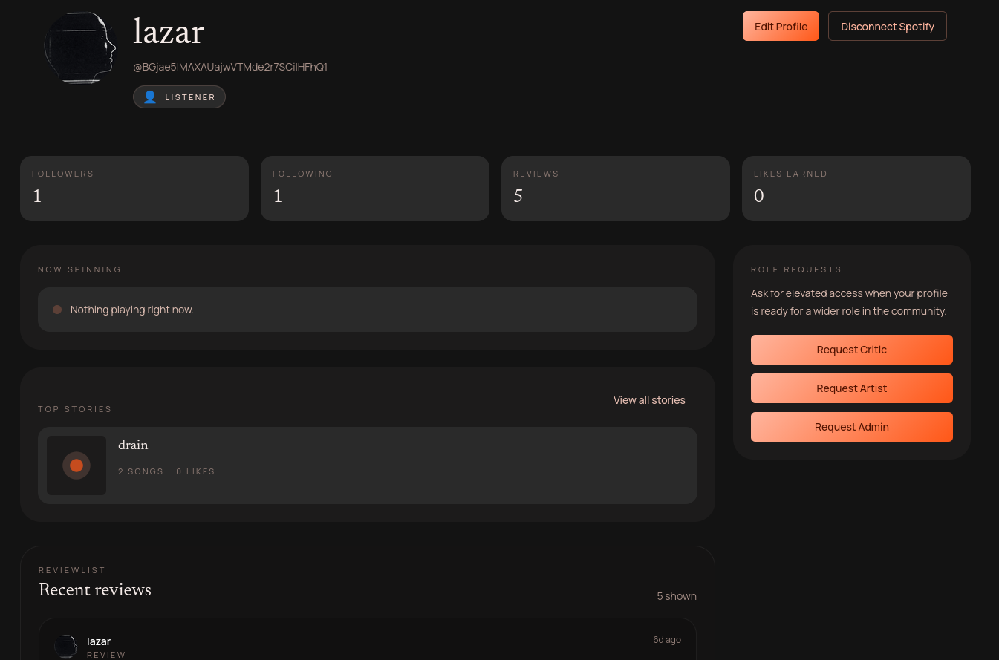 lazar
Edit Profile
Disconnect Spotify
LISTENER
FOLLOWERS
1
FOLLOWING
1
REVIEWS
5
LIKES EARNED
0
NOW SPINNING
Nothing playing right now.
ROLE REQUESTS
Ask for elevated access when your profile
is ready for a wider role in the community.
Request Critic
Request Artist
Request Admin
TOP STORIES
View all stories
drain
2 SONGS 0 LIKES
REVIEWLIST
Recent reviews
5 shown
lazar
REVIEW
6d ago